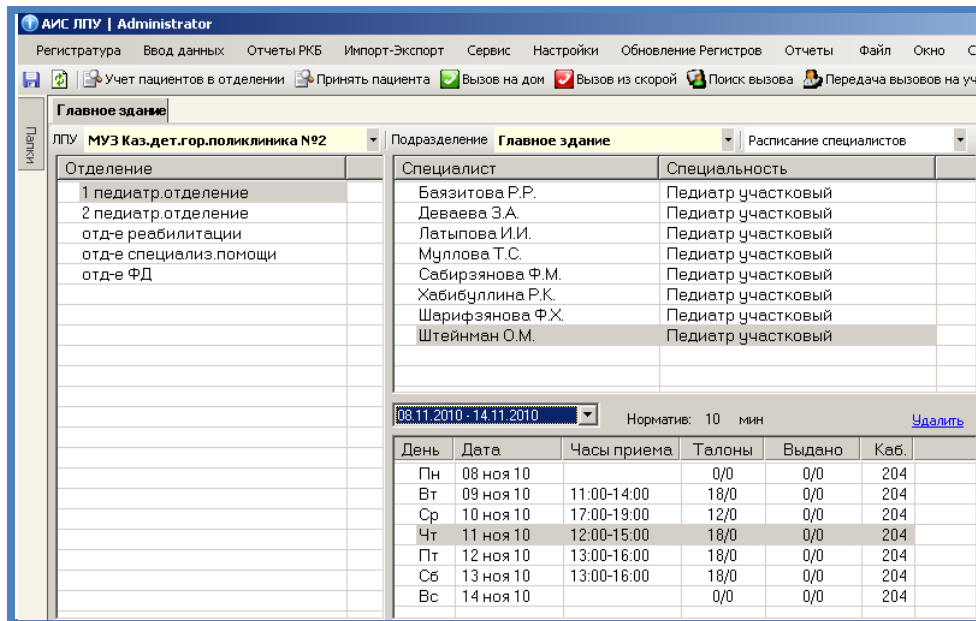 АИС ЛПУ | Administrator
Регистратура Ввод данных Отчеты РКБ Импорт-Экспорт Сервис Настройки Обновление Регистров Отчеты Файл Окно
Учет пациентов в отделении Принять пациента Вызов на дом Вызов из скорой Поиск вызова Передача вызовов на уч
Папки
Главное здание
ЛПУ МУЗ Каз.дет.гор.поликлиника №2 Подразделение Главное здание Расписание специалистов
Отделение
1 педиатр.отделение
2 педиатр.отделение
отд-е реабилитации
отд-е специализ.помощи
отд-е ФД
Специалист Специальность
Баязитова Р.Р. Педиатр участковый
Деваева З.А. Педиатр участковый
Латыпова И.И. Педиатр участковый
Муллова Т.С. Педиатр участковый
Сабирзянова Ф.М. Педиатр участковый
Хабибуллина Р.К. Педиатр участковый
Шарифзянова Ф.Х. Педиатр участковый
Штейнман О.М. Педиатр участковый
08.11.2010 - 14.11.2010 Норматив: 10 мин Удалить
День Дата Часы приема Талоны Выдано Каб.
Пн 08 ноя 10 0/0 0/0 204
Вт 09 ноя 10 11:00-14:00 18/0 0/0 204
Ср 10 ноя 10 17:00-19:00 12/0 0/0 204
Чт 11 ноя 10 12:00-15:00 18/0 0/0 204
Пт 12 ноя 10 13:00-16:00 18/0 0/0 204
Сб 13 ноя 10 13:00-16:00 18/0 0/0 204
Вс 14 ноя 10 0/0 0/0 204